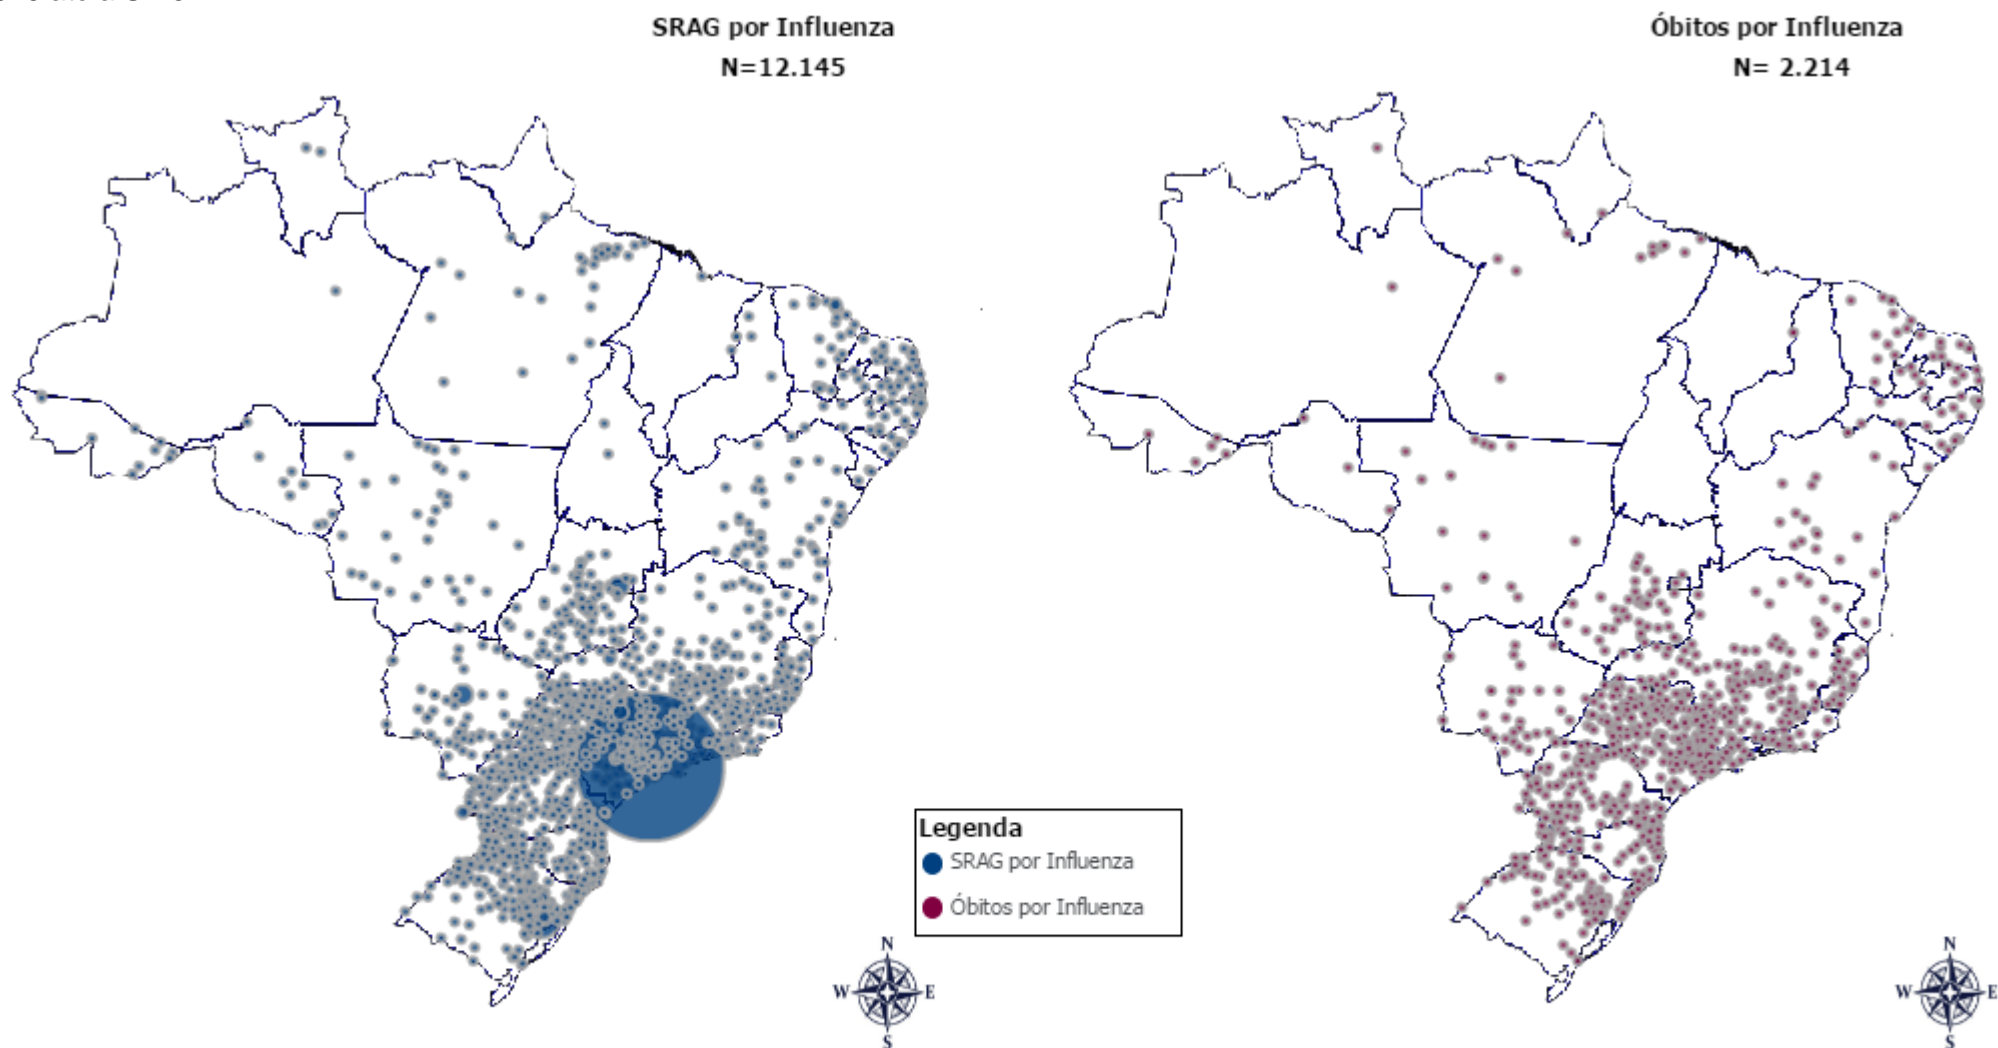 SRAG por Influenza
N=12.145
Óbitos por Influenza
N= 2.214
Legenda
SRAG por Influenza
Óbitos por Influenza
N
W E
S
N
W E
S